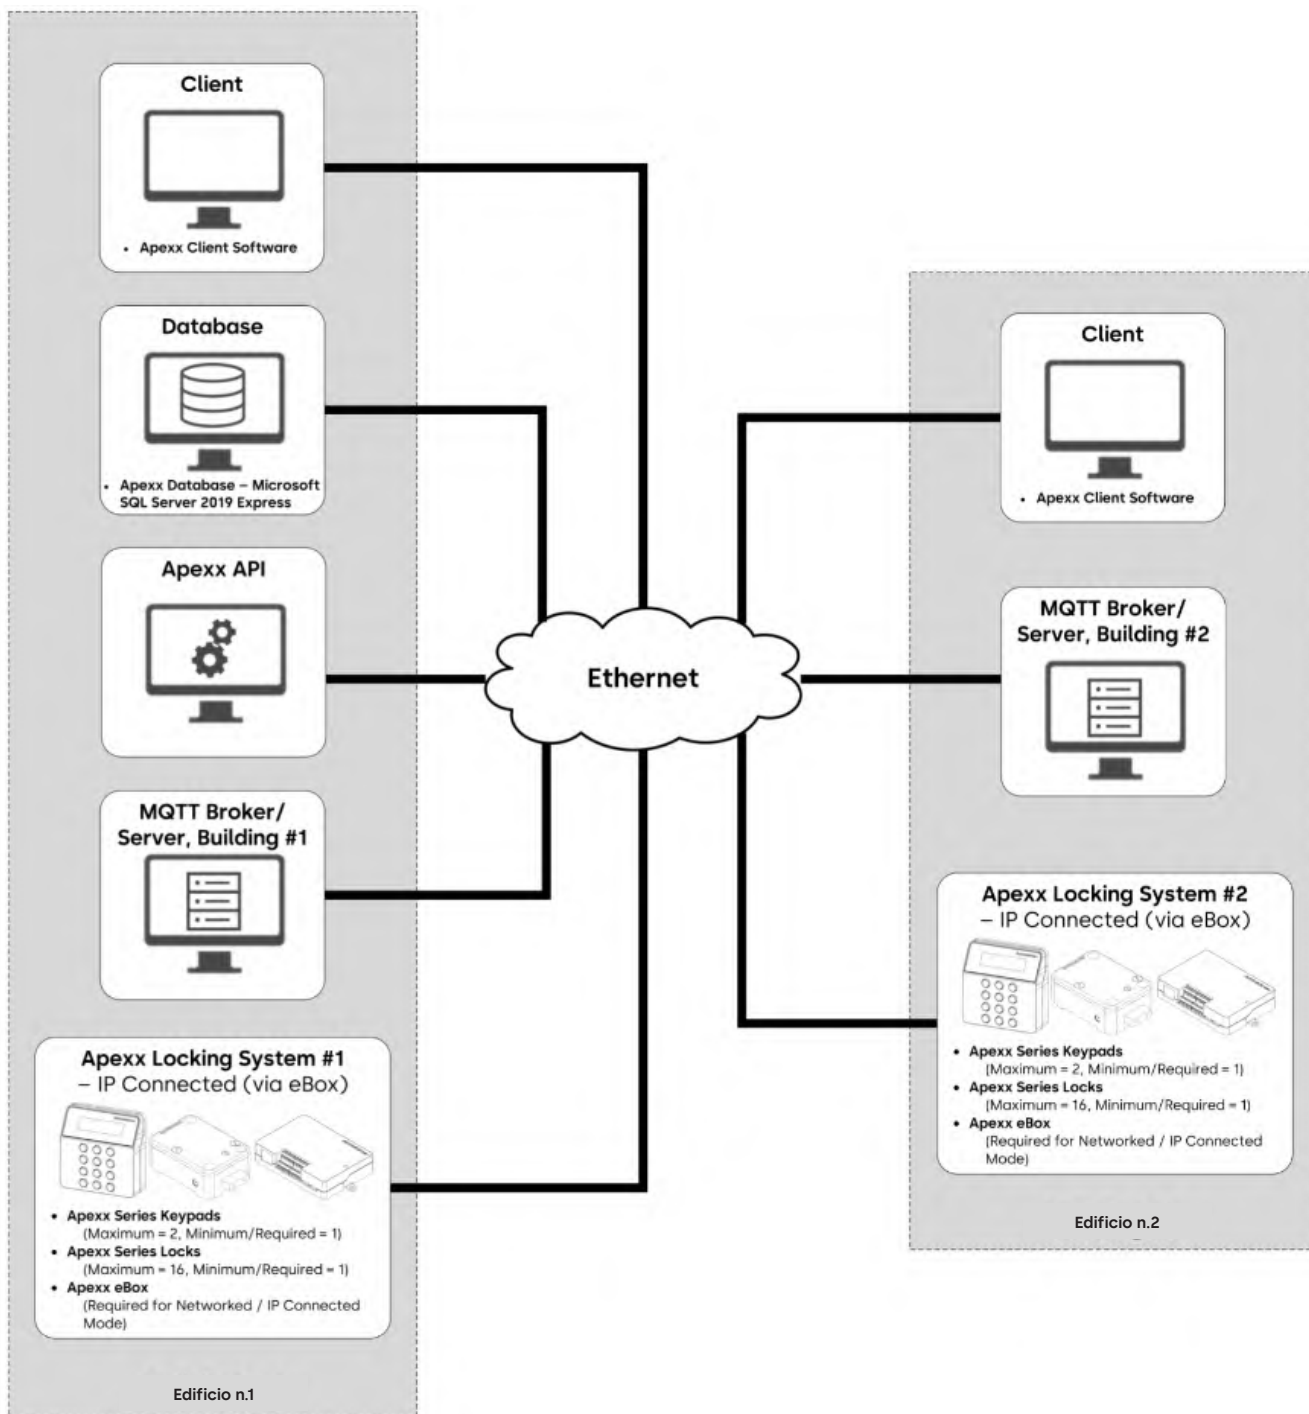 Client
• Apexx Client Software
Database
• Apexx Database – Microsoft
SQL Server 2019 Express
Apexx API
MQTT Broker/
Server, Building #1
Apexx Locking System #1
– IP Connected (via eBox)
• Apexx Series Keypads
(Maximum = 2, Minimum/Required = 1)
• Apexx Series Locks
(Maximum = 16, Minimum/Required = 1)
• Apexx eBox
(Required for Networked / IP Connected
Mode)
Edificio n.1
Ethernet
Client
• Apexx Client Software
MQTT Broker/
Server, Building #2
Apexx Locking System #2
– IP Connected (via eBox)
• Apexx Series Keypads
(Maximum = 2, Minimum/Required = 1)
• Apexx Series Locks
(Maximum = 16, Minimum/Required = 1)
• Apexx eBox
(Required for Networked / IP Connected
Mode)
Edificio n.2